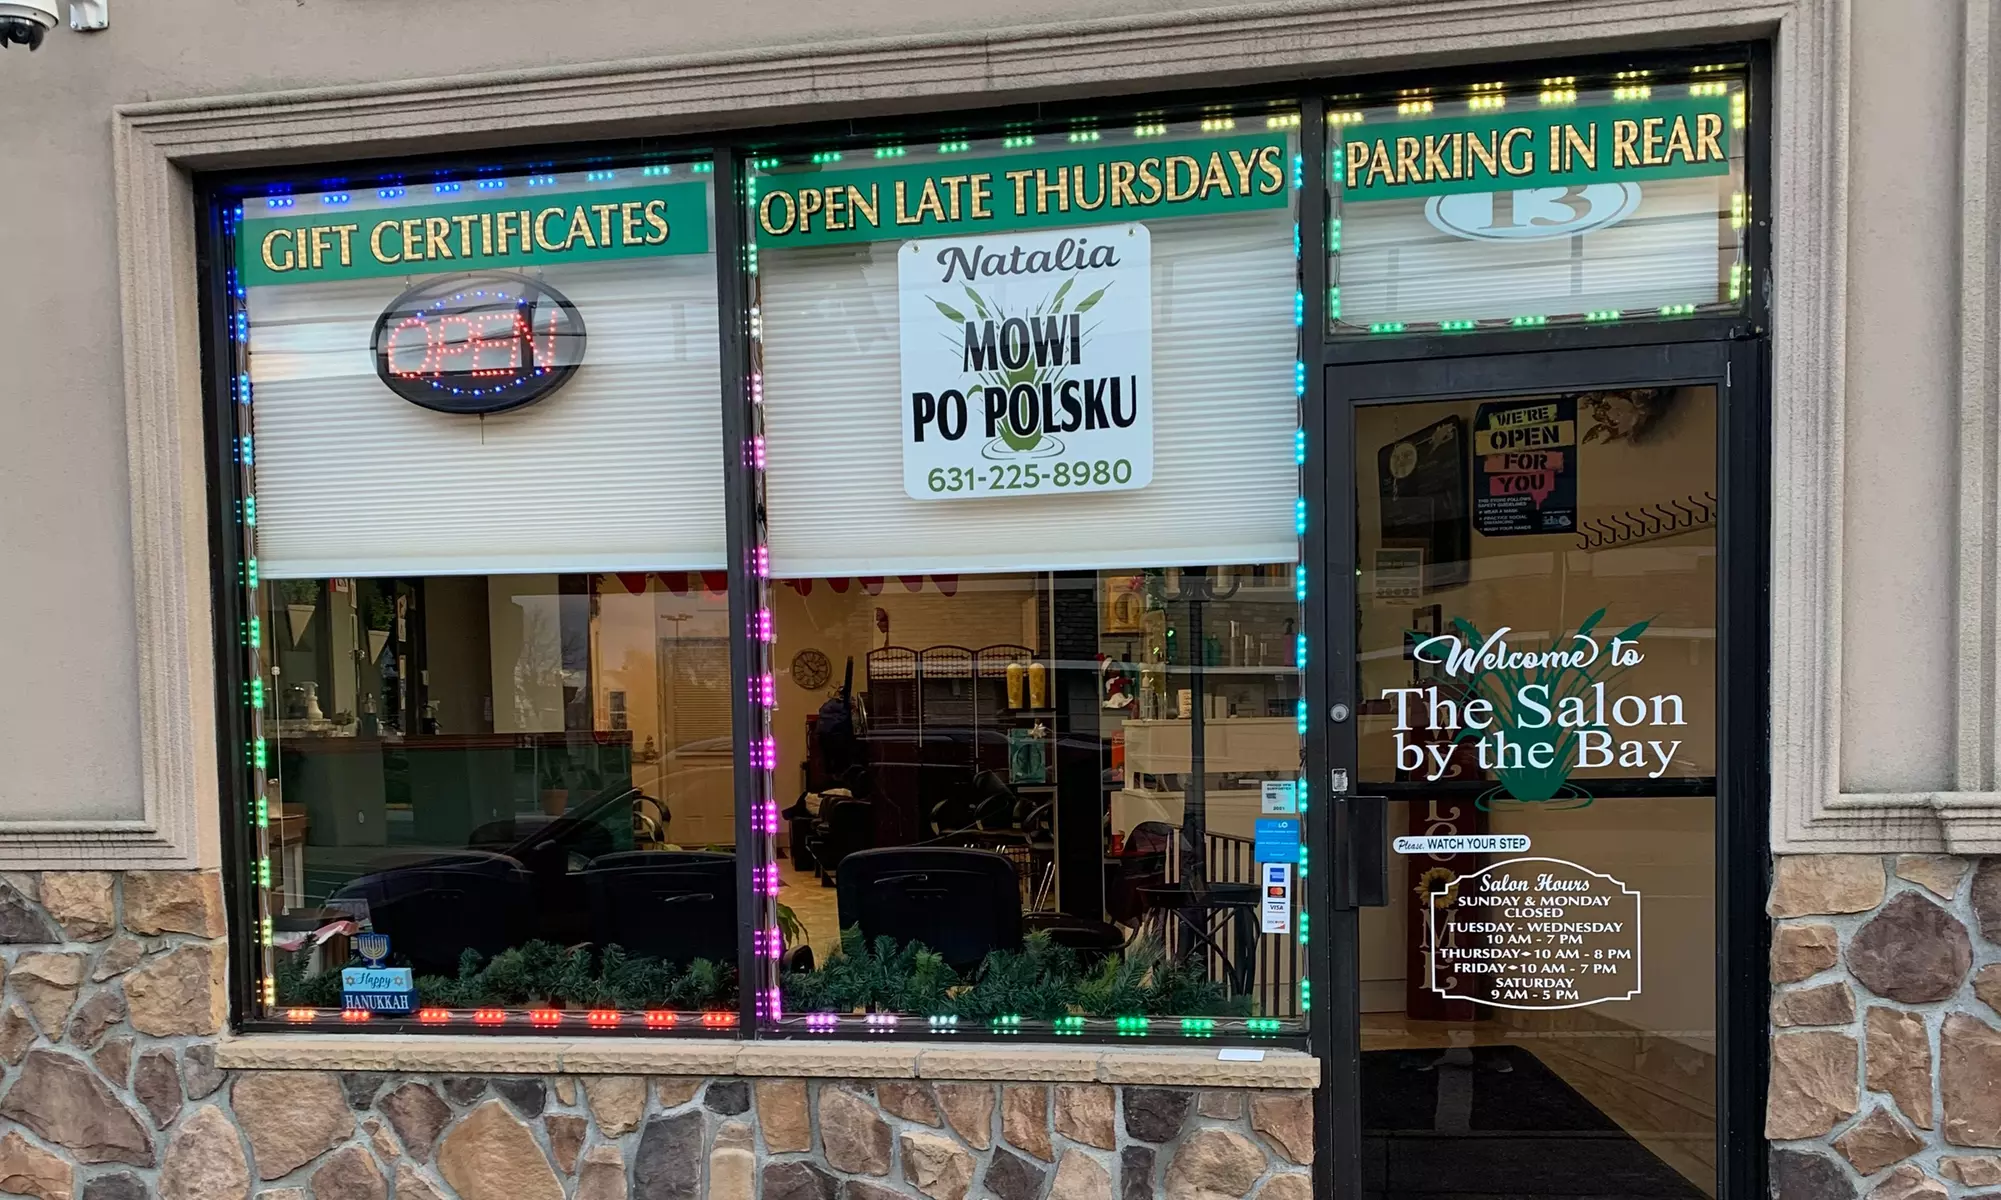 GIFT CERTIFICATES
OPEN
OPEN LATE THURSDAYS
Natalia
MOWI
PO POLSKU
631-225-8980
PARKING IN REAR
13
WE'RE
OPEN
FOR
YOU
Welcome to
The Salon
by the Bay
Please. WATCH YOUR STEP
Salon Hours
SUNDAY & MONDAY
CLOSED
TUESDAY - WEDNESDAY
10 AM - 7 PM
THURSDAY - 10 AM - 8 PM
FRIDAY - 10 AM - 7 PM
SATURDAY
9 AM - 5 PM
VISA
Happy
HANUKKAH